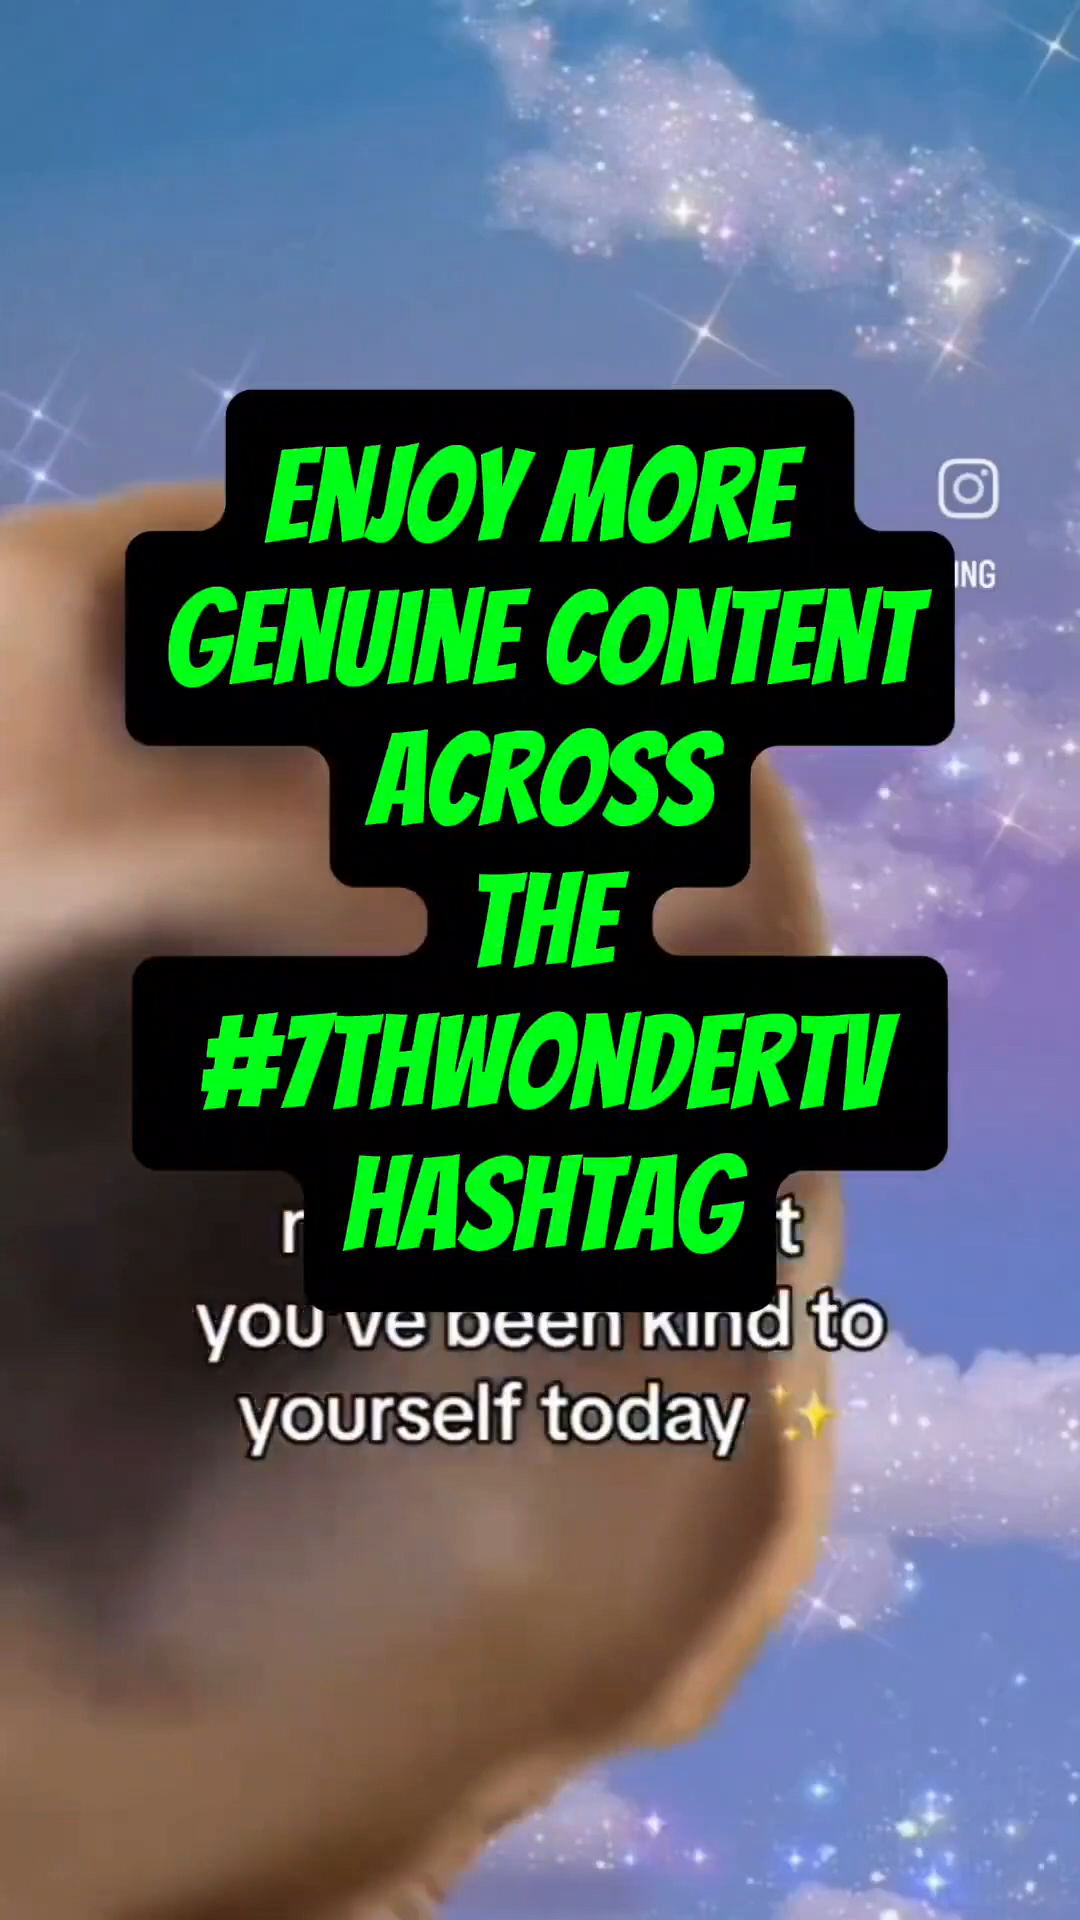 ENJOY MORE
GENUINE CONTENT
ACROSS
THE
#7THWONDERTV
HASHTAG
you've been kind to
yourself today ✨